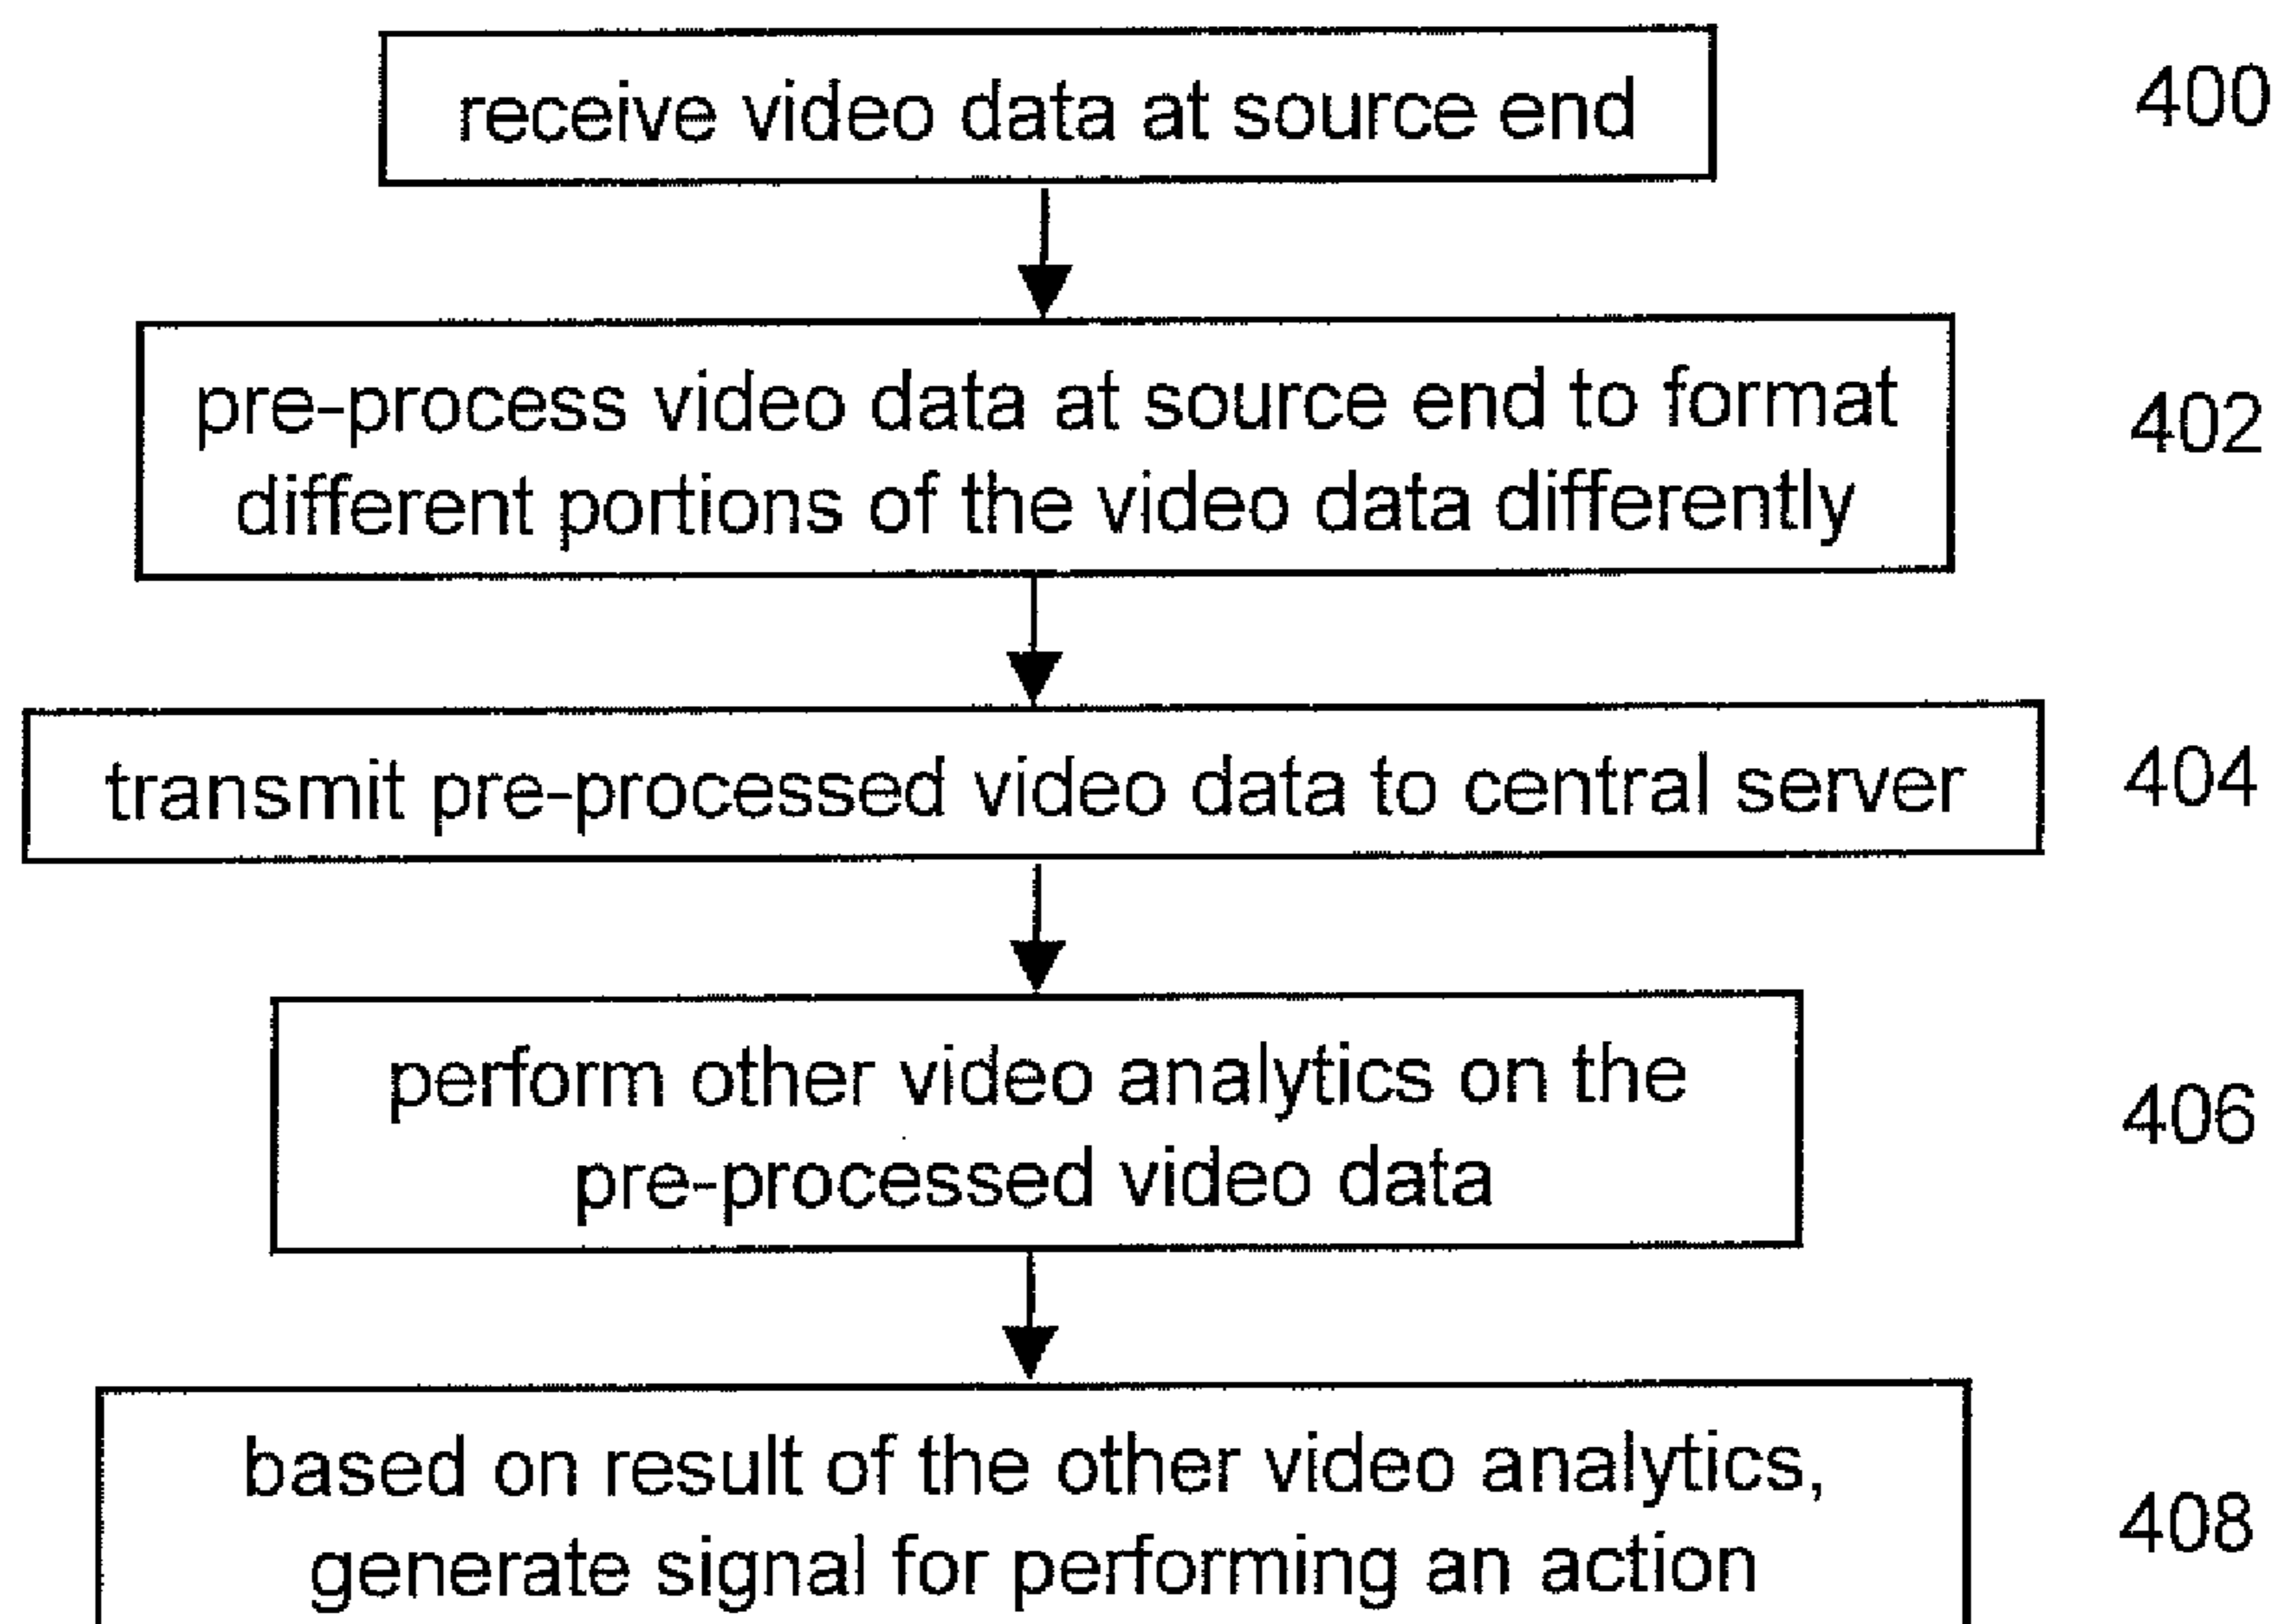 receive video data at source end
400
pre-process video data at source end to format
different portions of the video data differently
402
transmit pre-processed video data to central server
404
perform other video analytics on the
pre-processed video data
406
based on result of the other video analytics,
generate signal for performing an action
408